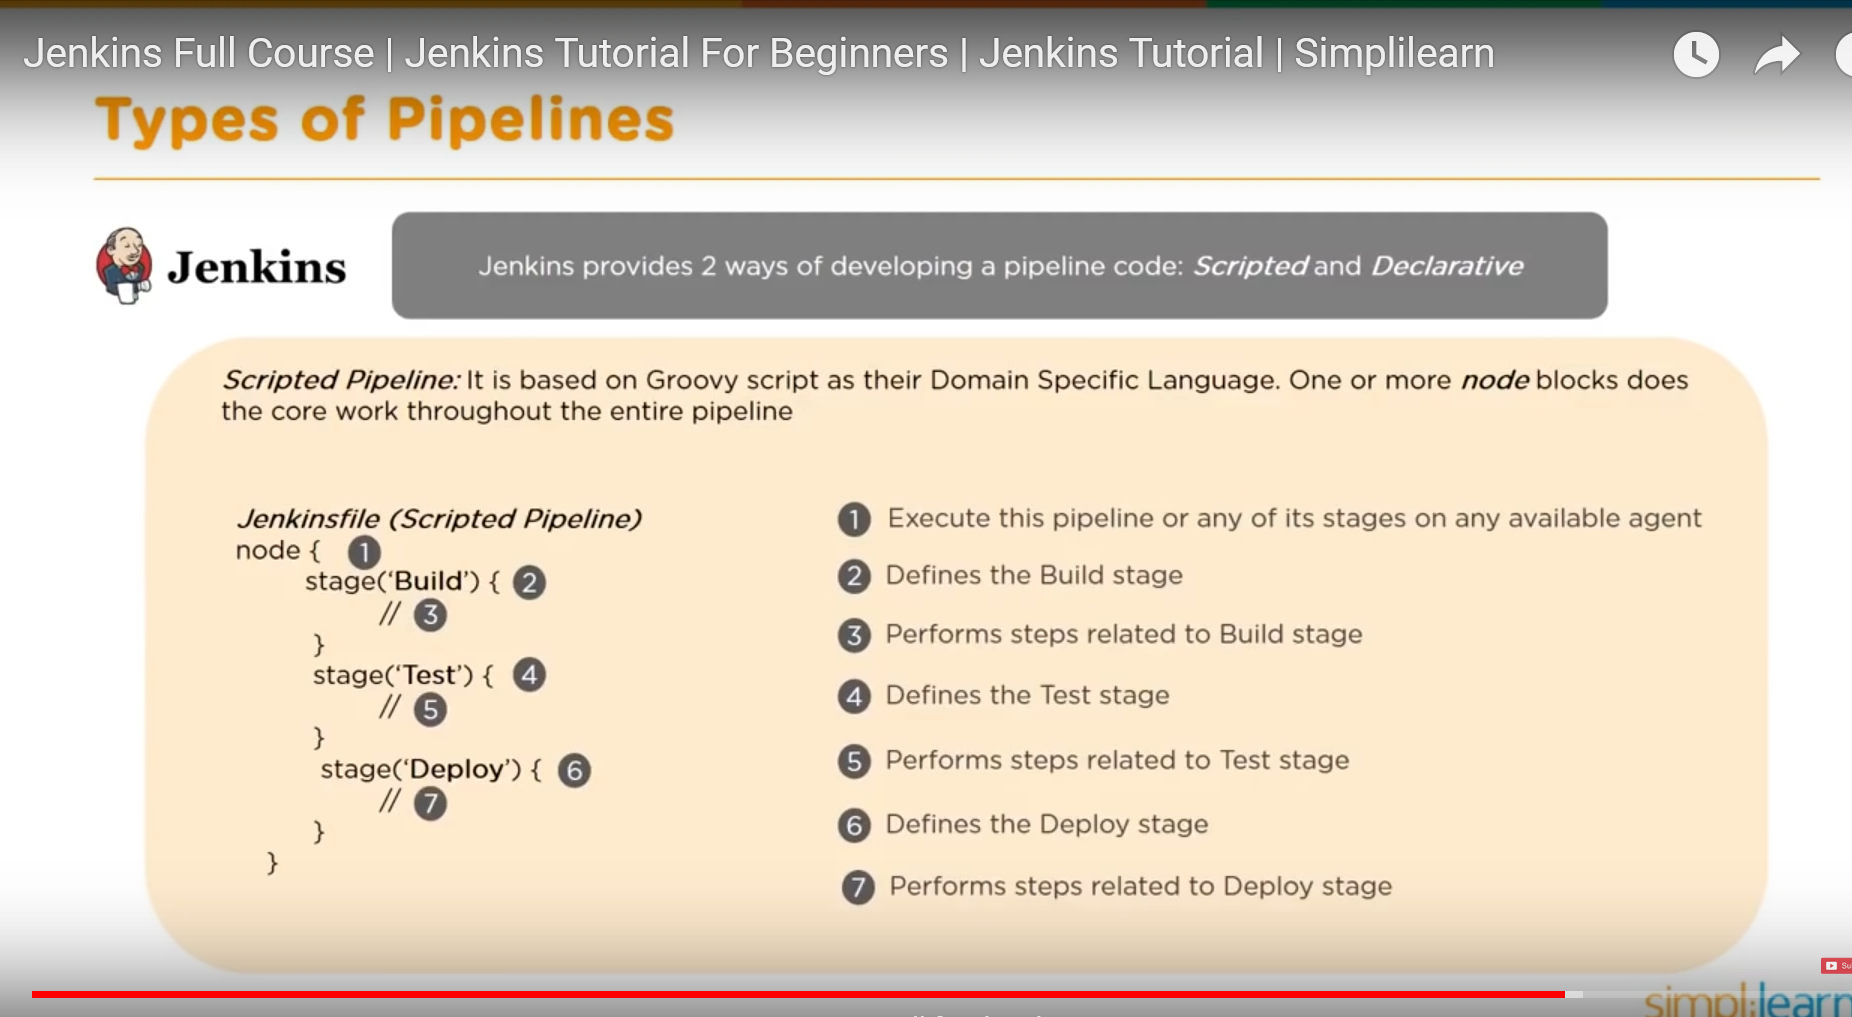 Jenkins Full Course | Jenkins Tutorial For Beginners | Jenkins Tutorial | Simplilearn
Types of Pipelines
Jenkins
Jenkins provides 2 ways of developing a pipeline code: Scripted and Declarative
Scripted Pipeline: It is based on Groovy script as their Domain Specific Language. One or more node blocks does
the core work throughout the entire pipeline
Jenkinsfile (Scripted Pipeline)
node { 1
stage(‘Build’) { 2
// 3
}
stage(‘Test’) { 4
// 5
}
stage(‘Deploy’) { 6
// 7
}
}
1 Execute this pipeline or any of its stages on any available agent
2 Defines the Build stage
3 Performs steps related to Build stage
4 Defines the Test stage
5 Performs steps related to Test stage
6 Defines the Deploy stage
7 Performs steps related to Deploy stage
simplilearn